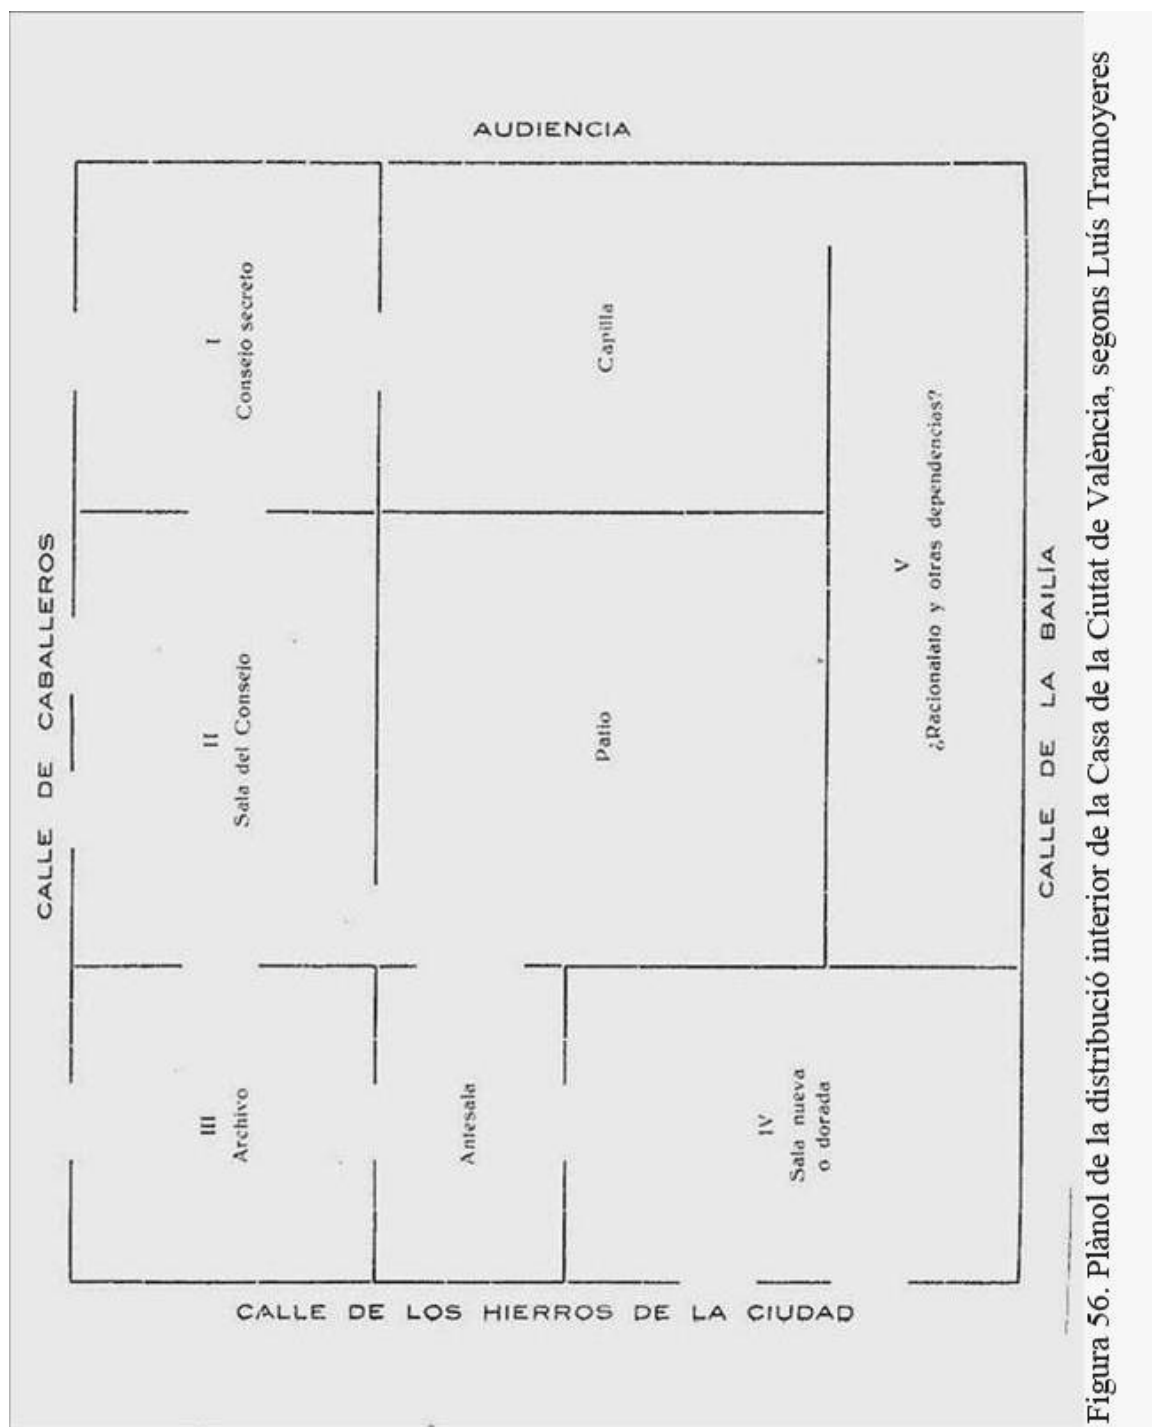 AUDIENCIA
CALLE DE CABALLEROS
I
Consejo secreto
Capilla
II
Sala del Consejo
Patio
V
¿Racionalato y otras dependencias?
CALLE DE LA BAILÍA
III
Archivo
Antesala
IV
Sala nueva
o dorada
CALLE DE LOS HIERROS DE LA CIUDAD
Figura 56. Plànol de la distribució interior de la Casa de la Ciutat de València, segons Luís Tramoyeres